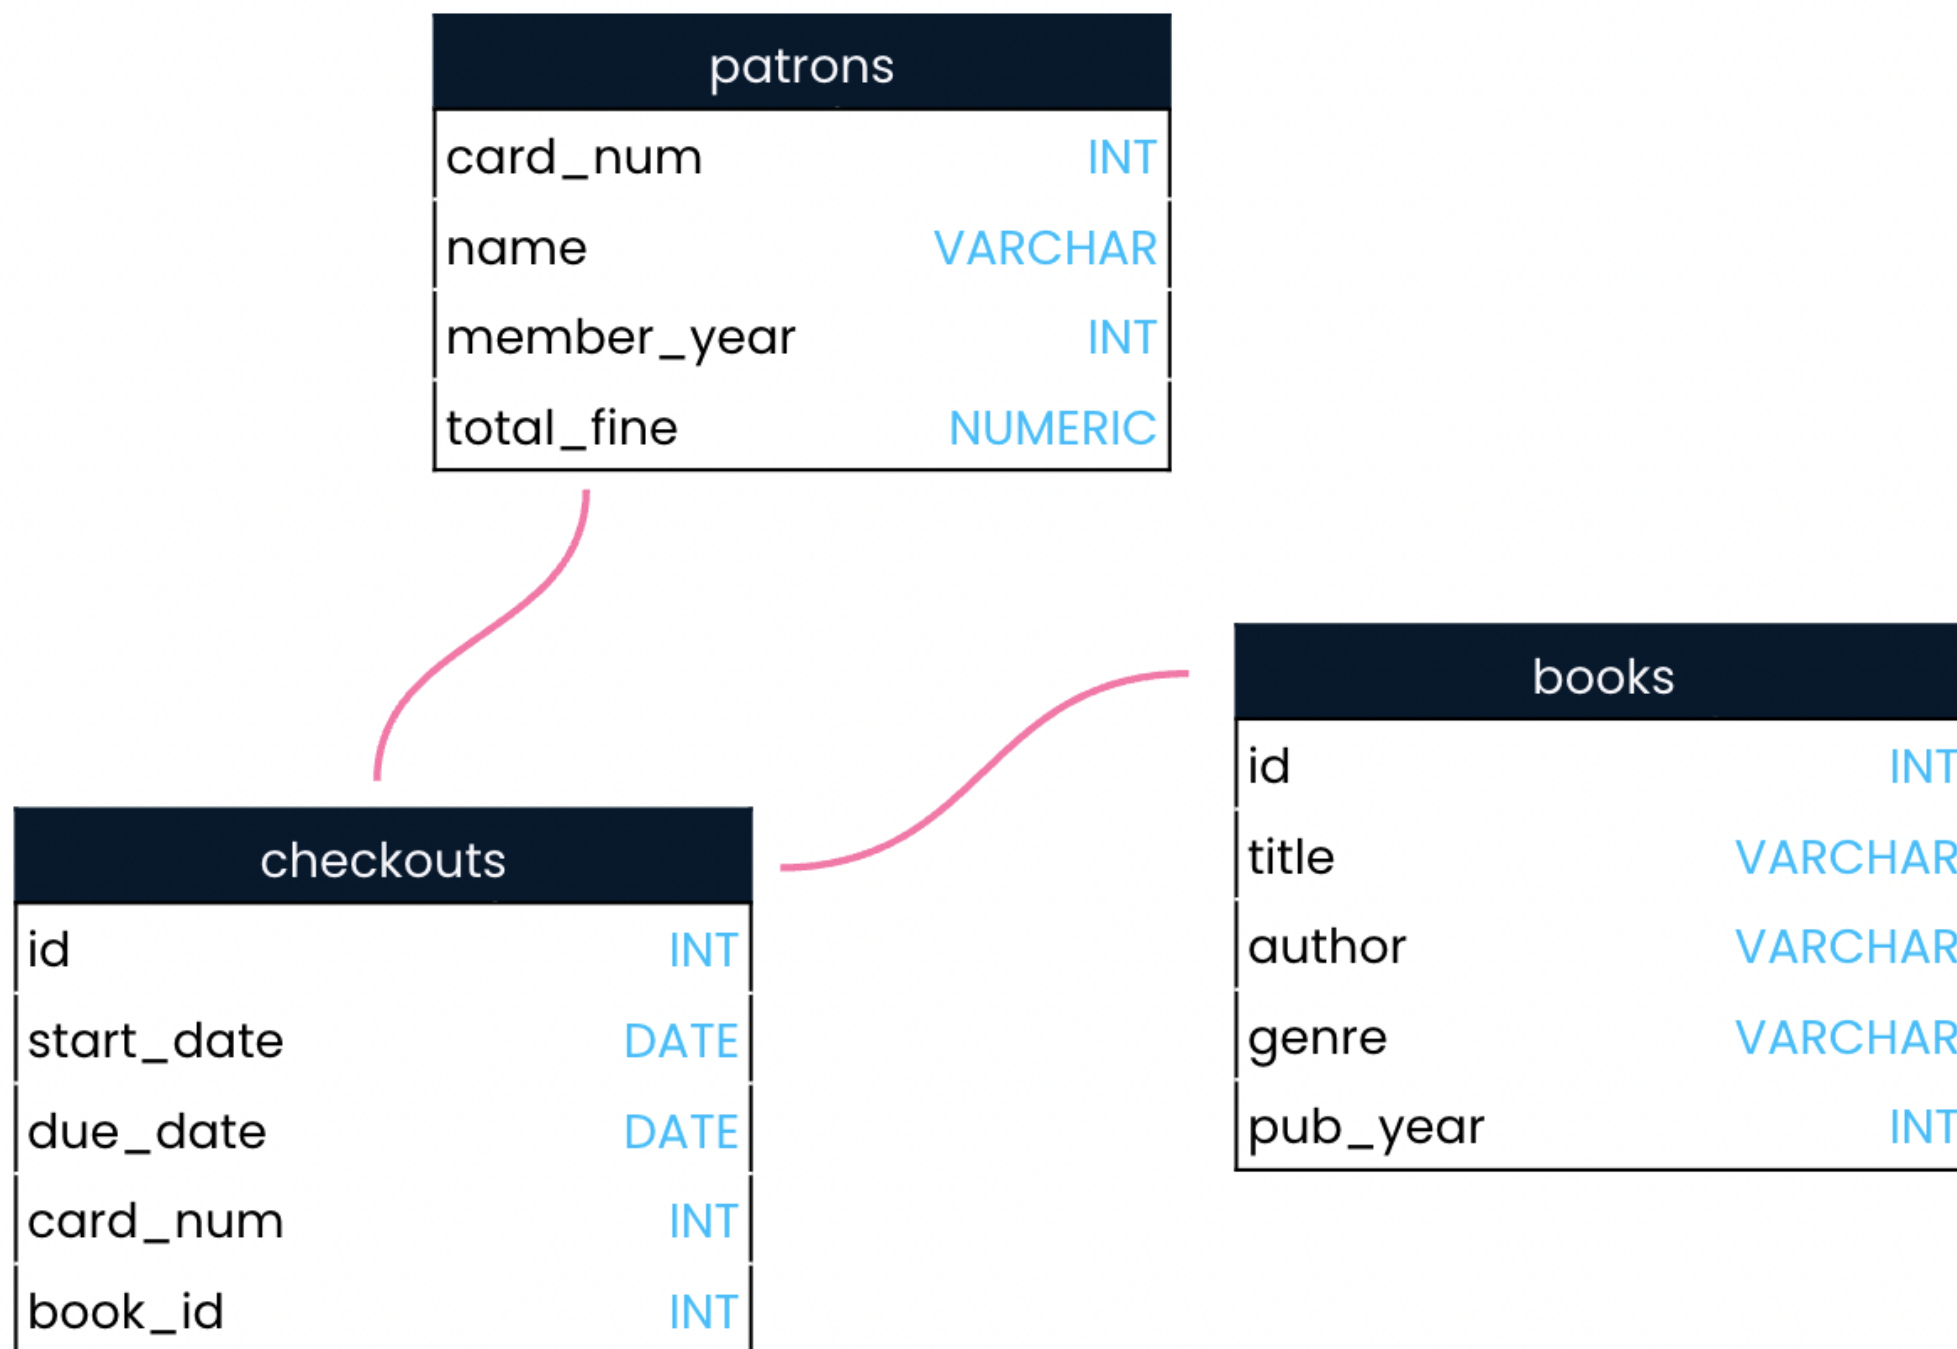 patrons
card_num INT
name VARCHAR
member_year INT
total_fine NUMERIC
checkouts
id INT
start_date DATE
due_date DATE
card_num INT
book_id INT
books
id INT
title VARCHAR
author VARCHAR
genre VARCHAR
pub_year INT